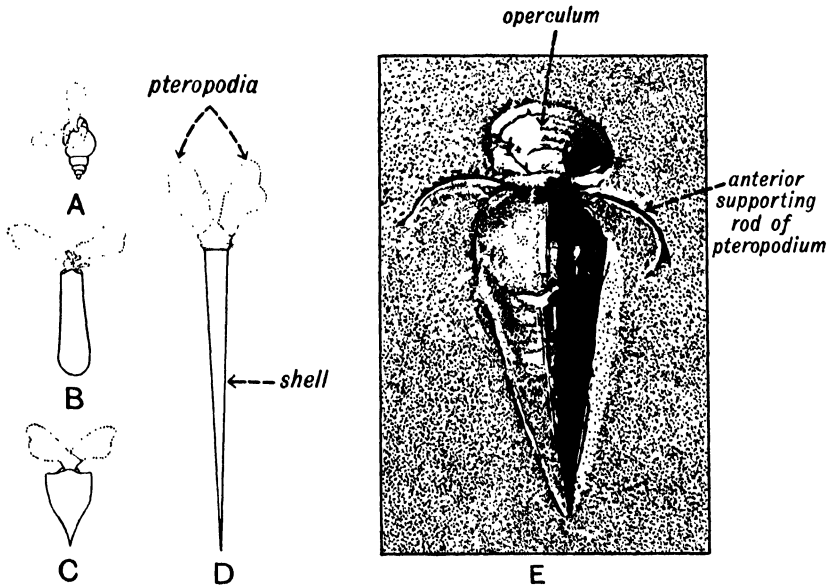 operculum
pteropodia
anterior
supporting
rod of
pteropodium
A
B
shell
C
D
E